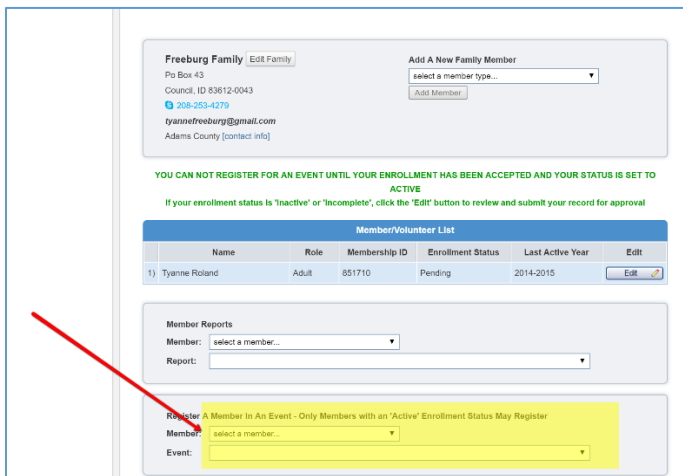 Freeburg Family Edit Family
Po Box 43
Council, ID 83612-0043
208-253-4279
tyannefreeburg@gmail.com
Adams County [contact info]
Add A New Family Member
select a member type...
Add Member
YOU CAN NOT REGISTER FOR AN EVENT UNTIL YOUR ENROLLMENT HAS BEEN ACCEPTED AND YOUR STATUS IS SET TO
ACTIVE
If your enrollment status is 'Inactive' or 'Incomplete', click the 'Edit' button to review and submit your record for approval
Member/Volunteer List
Name Role Membership ID Enrollment Status Last Active Year Edit
1) Tyanne Roland Adult 851710 Pending 2014-2015 Edit
Member Reports
Member: select a member...
Report:
Register A Member In An Event - Only Members with an 'Active' Enrollment Status May Register
Member: select a member...
Event: